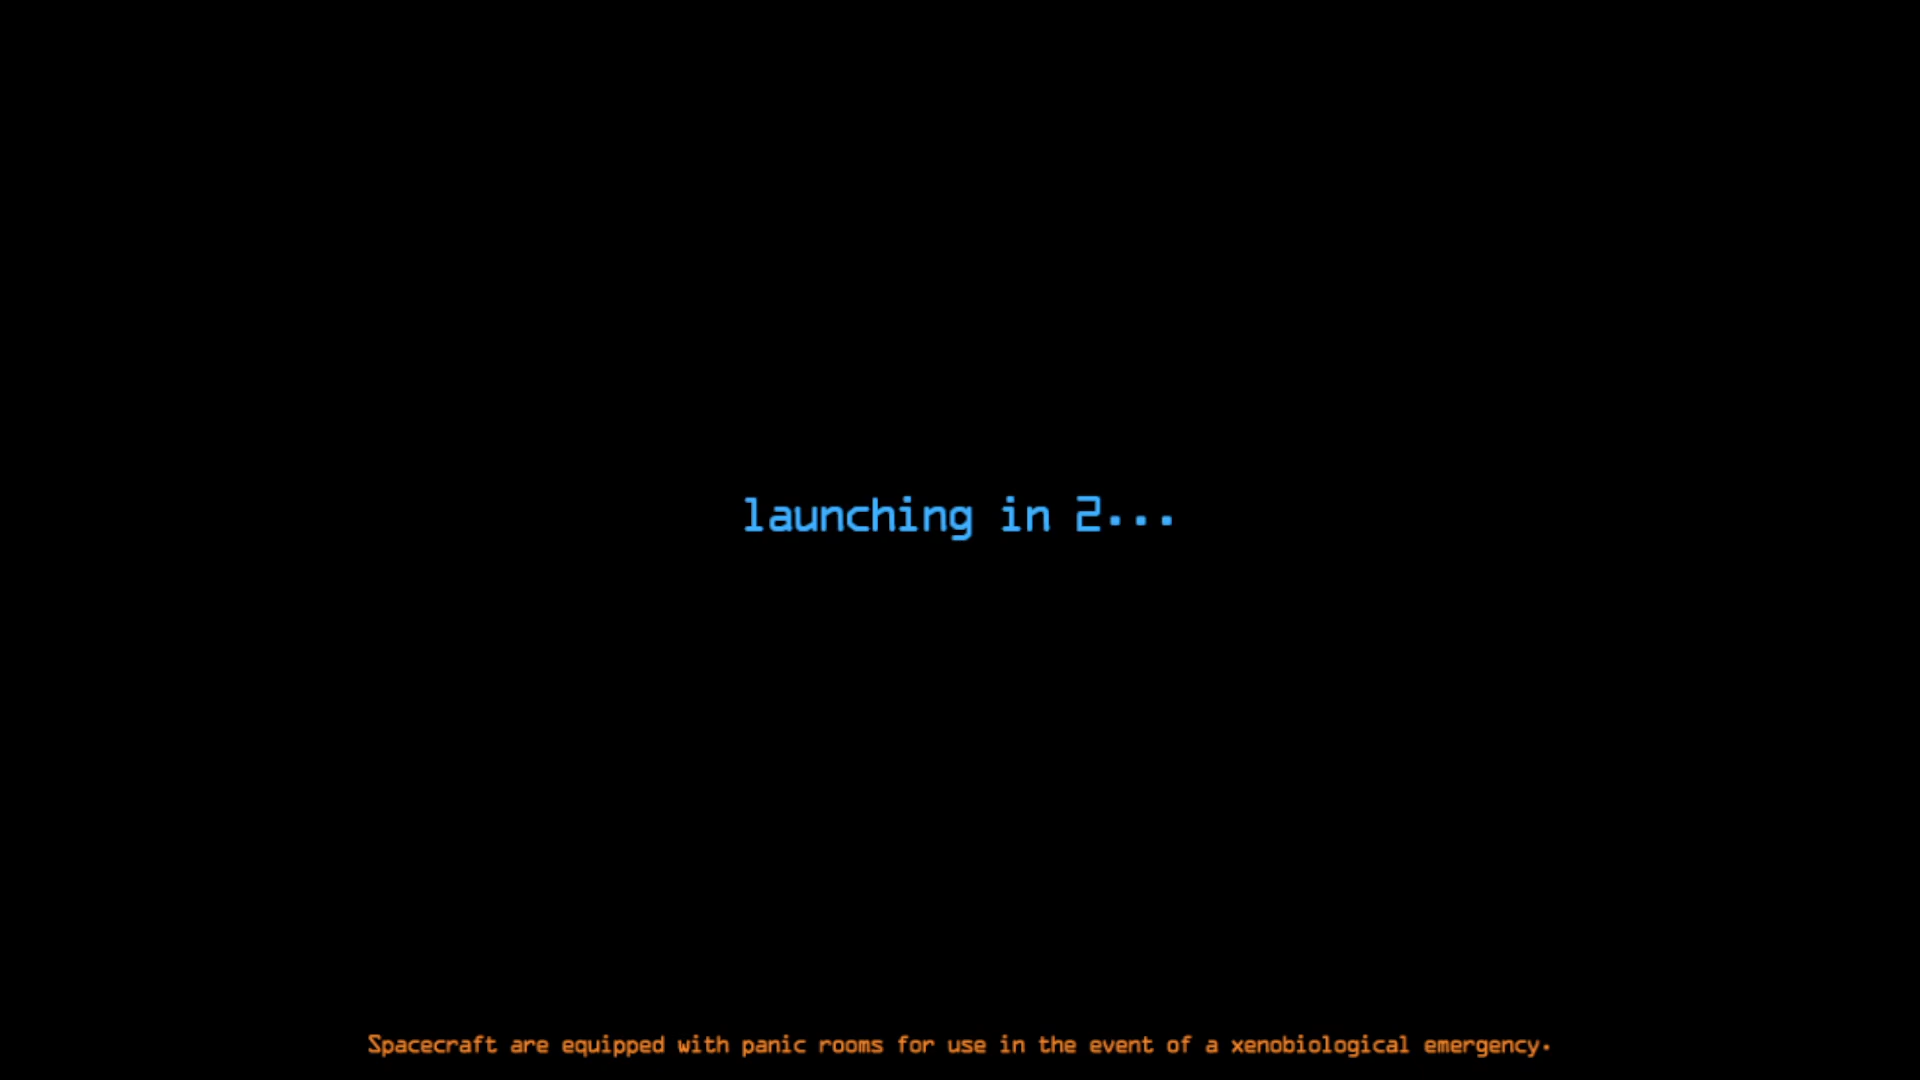 launching in 2...
Spacecraft are equipped with panic rooms for use in the event of a xenobiological emergency.